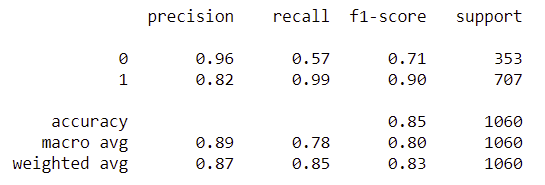 precision recall f1-score support
0 0.96 0.57 0.71 353
1 0.82 0.99 0.90 707
accuracy 0.85 1060
macro avg 0.89 0.78 0.80 1060
weighted avg 0.87 0.85 0.83 1060